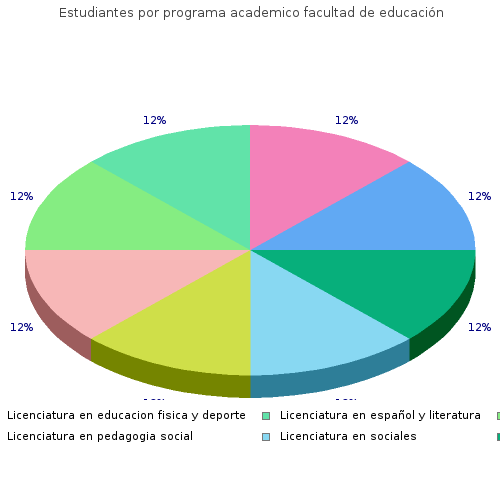 Estudiantes por programa academico facultad de educación
12% 12%
12% 12%
12% 12%
Licenciatura en educacion fisica y deporte Licenciatura en español y literatura
Licenciatura en pedagogia social Licenciatura en sociales